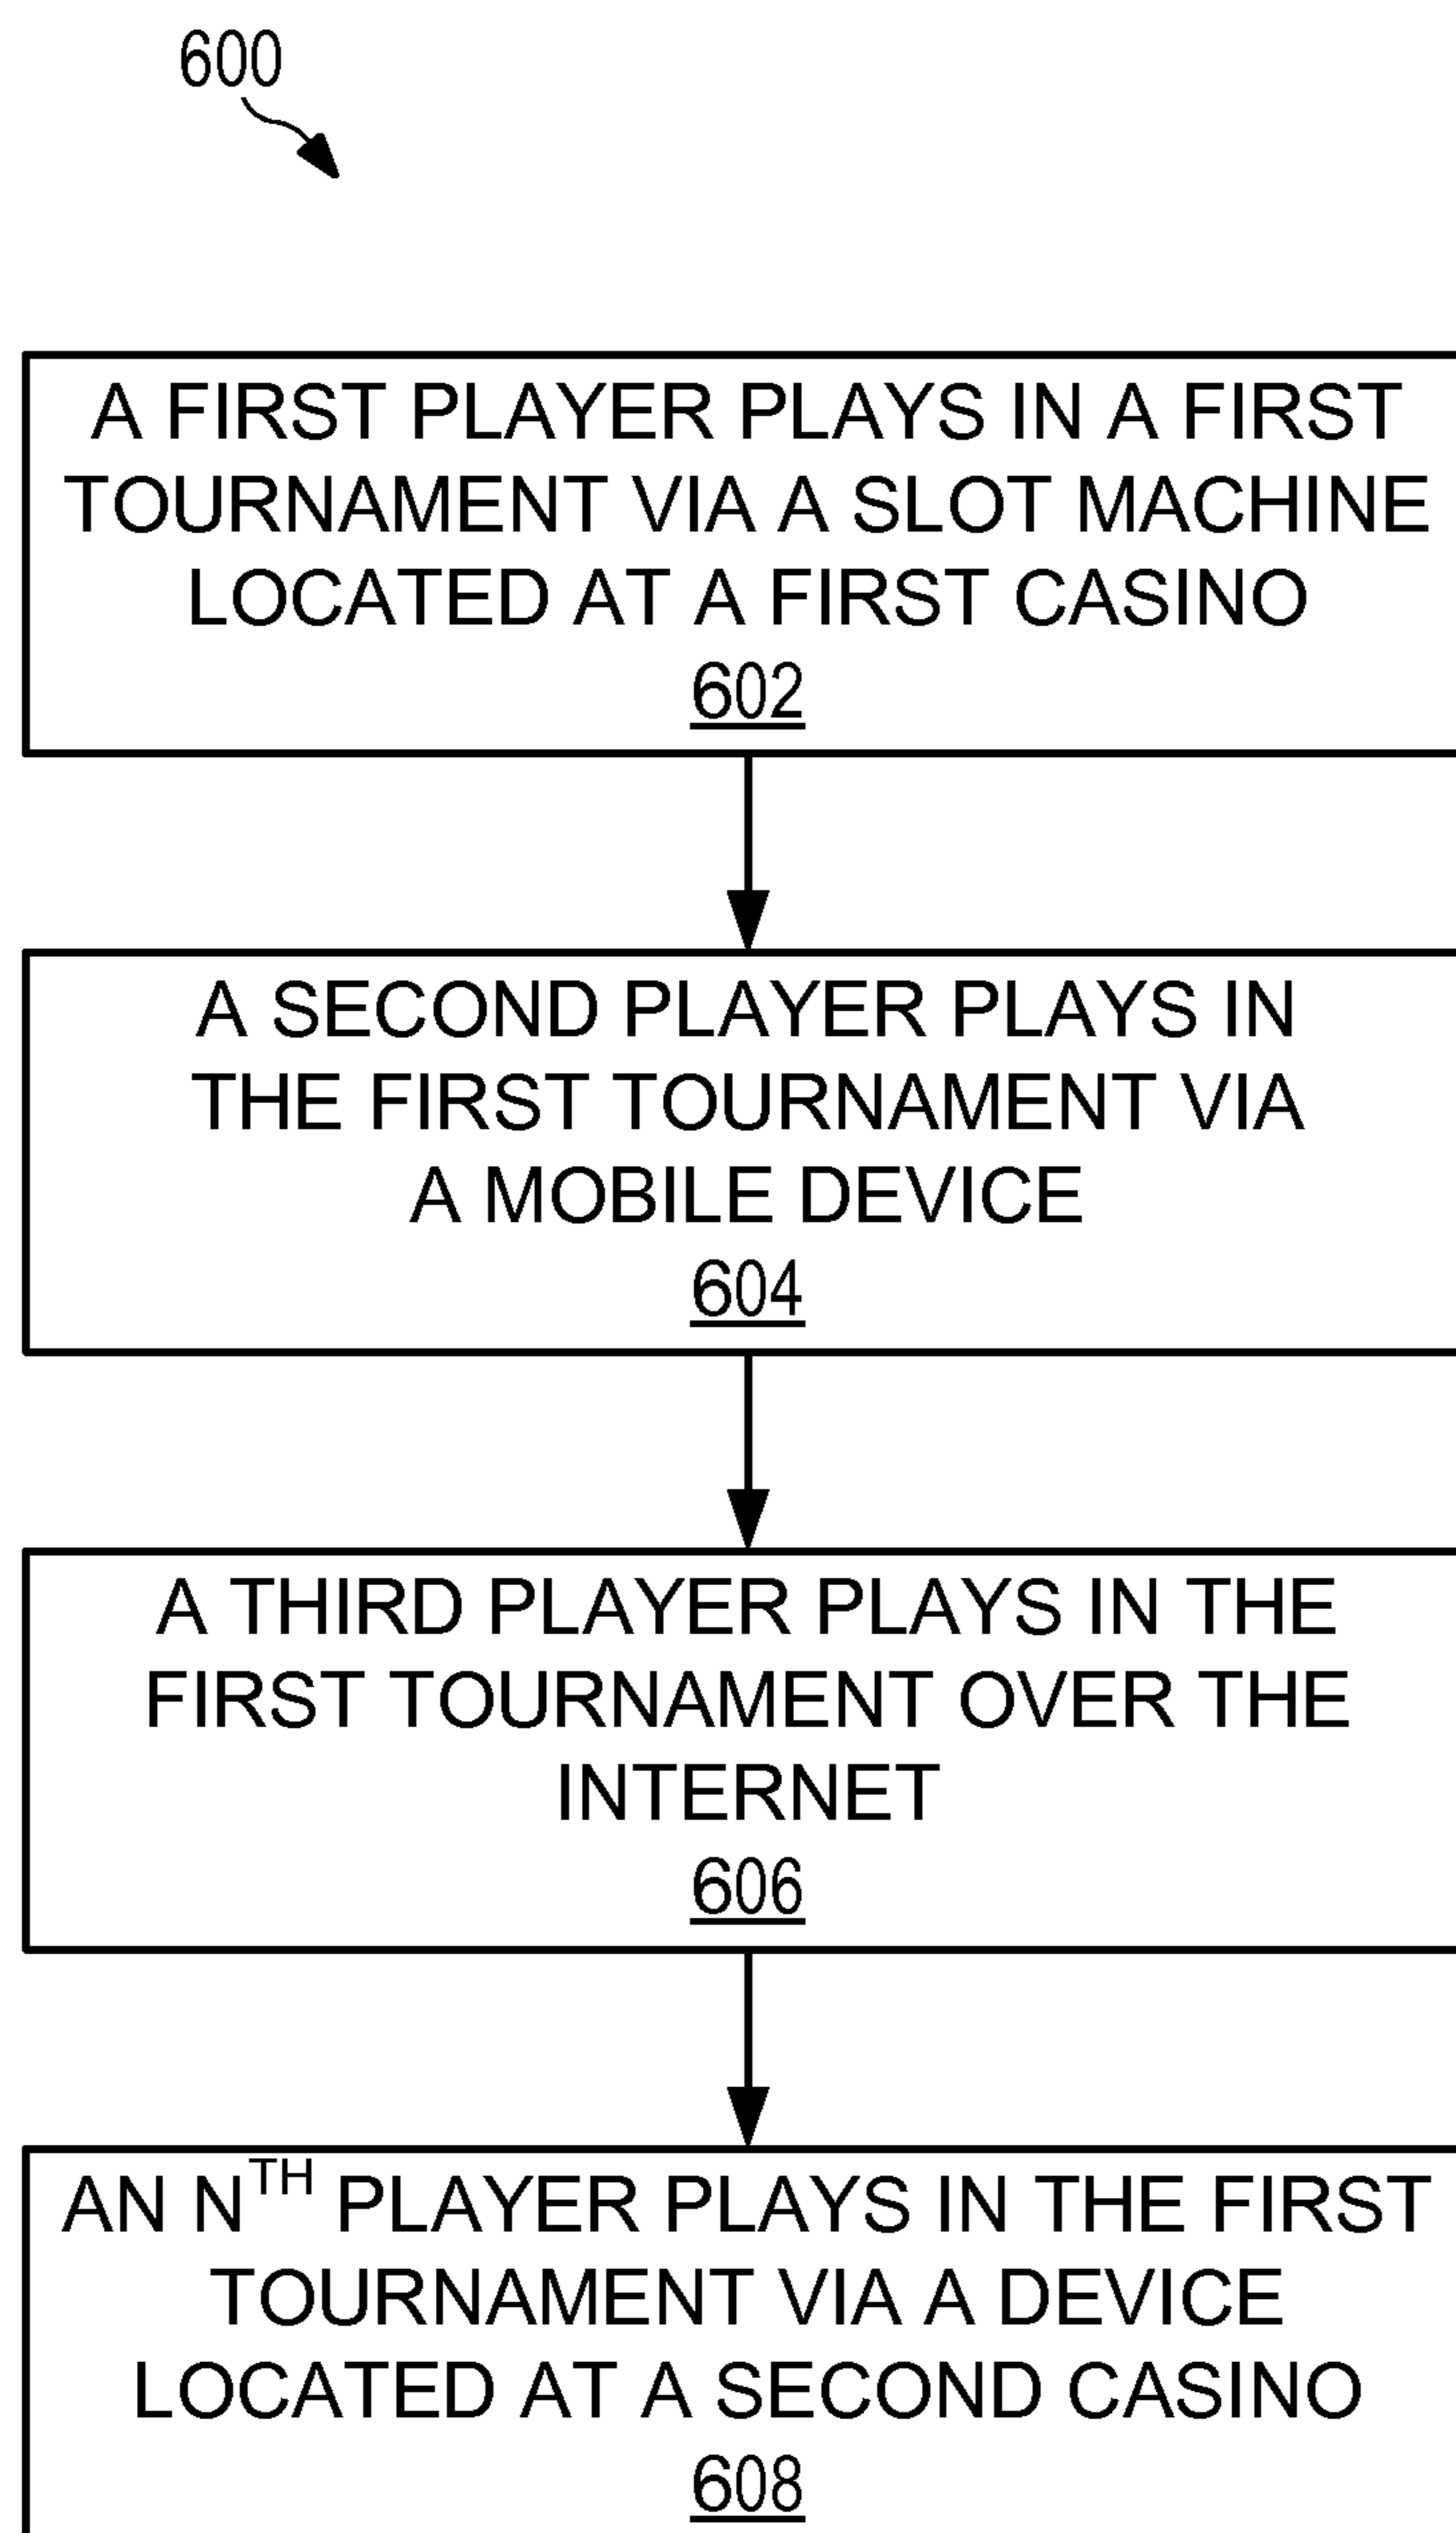 600
A FIRST PLAYER PLAYS IN A FIRST
TOURNAMENT VIA A SLOT MACHINE
LOCATED AT A FIRST CASINO
602
A SECOND PLAYER PLAYS IN
THE FIRST TOURNAMENT VIA
A MOBILE DEVICE
604
A THIRD PLAYER PLAYS IN THE
FIRST TOURNAMENT OVER THE
INTERNET
606
AN N^TH PLAYER PLAYS IN THE FIRST
TOURNAMENT VIA A DEVICE
LOCATED AT A SECOND CASINO
608